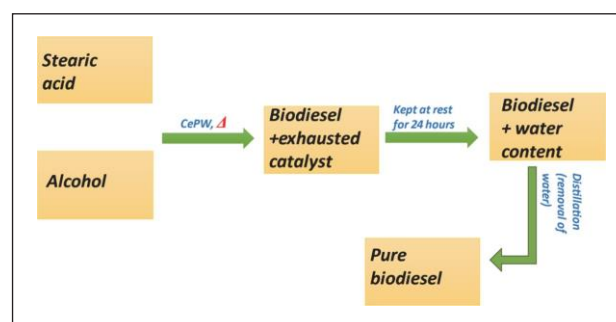 Stearic
acid
Alcohol
CePW, Δ
Biodiesel
+exhausted
catalyst
Kept at rest
for 24 hours
Biodiesel
+ water
content
Distillation
(removal of
water)
Pure
biodiesel